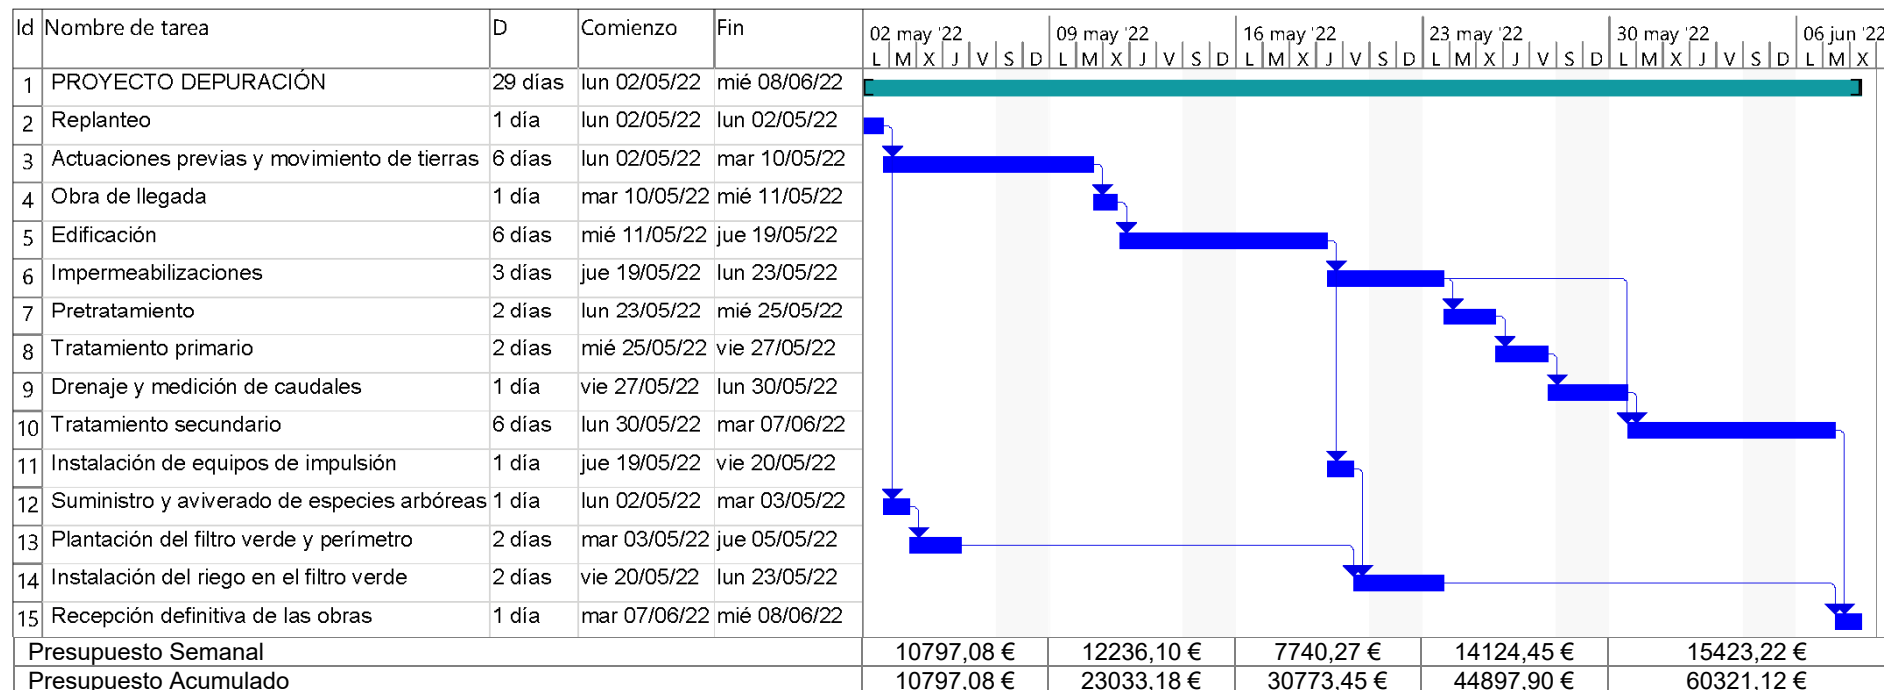 Id Nombre de tarea D Comienzo Fin 02 may '22 09 may '22 16 may '22 23 may '22 30 may '22 06 jun '22
L M X J V S D L M X J V S D L M X J V S D L M X J V S D L M X J V S D L M X
1 PROYECTO DEPURACIÓN 29 días lun 02/05/22 mié 08/06/22
2 Replanteo 1 día lun 02/05/22 lun 02/05/22
3 Actuaciones previas y movimiento de tierras 6 días lun 02/05/22 mar 10/05/22
4 Obra de llegada 1 día mar 10/05/22 mié 11/05/22
5 Edificación 6 días mié 11/05/22 jue 19/05/22
6 Impermeabilizaciones 3 días jue 19/05/22 lun 23/05/22
7 Pretratamiento 2 días lun 23/05/22 mié 25/05/22
8 Tratamiento primario 2 días mié 25/05/22 vie 27/05/22
9 Drenaje y medición de caudales 1 día vie 27/05/22 lun 30/05/22
10 Tratamiento secundario 6 días lun 30/05/22 mar 07/06/22
11 Instalación de equipos de impulsión 1 día jue 19/05/22 vie 20/05/22
12 Suministro y aviverado de especies arbóreas 1 día lun 02/05/22 mar 03/05/22
13 Plantación del filtro verde y perímetro 2 días mar 03/05/22 jue 05/05/22
14 Instalación del riego en el filtro verde 2 días vie 20/05/22 lun 23/05/22
15 Recepción definitiva de las obras 1 día mar 07/06/22 mié 08/06/22
Presupuesto Semanal 10797,08 € 12236,10 € 7740,27 € 14124,45 € 15423,22 €
Presupuesto Acumulado 10797,08 € 23033,18 € 30773,45 € 44897,90 € 60321,12 €